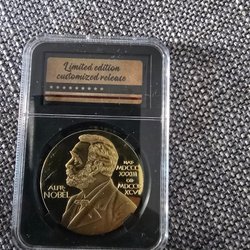 Limited edition
customized release
ALFR.
NOBEL
NAT.
MDCCC
XXXIII
OB.
MDCCC
XCVI